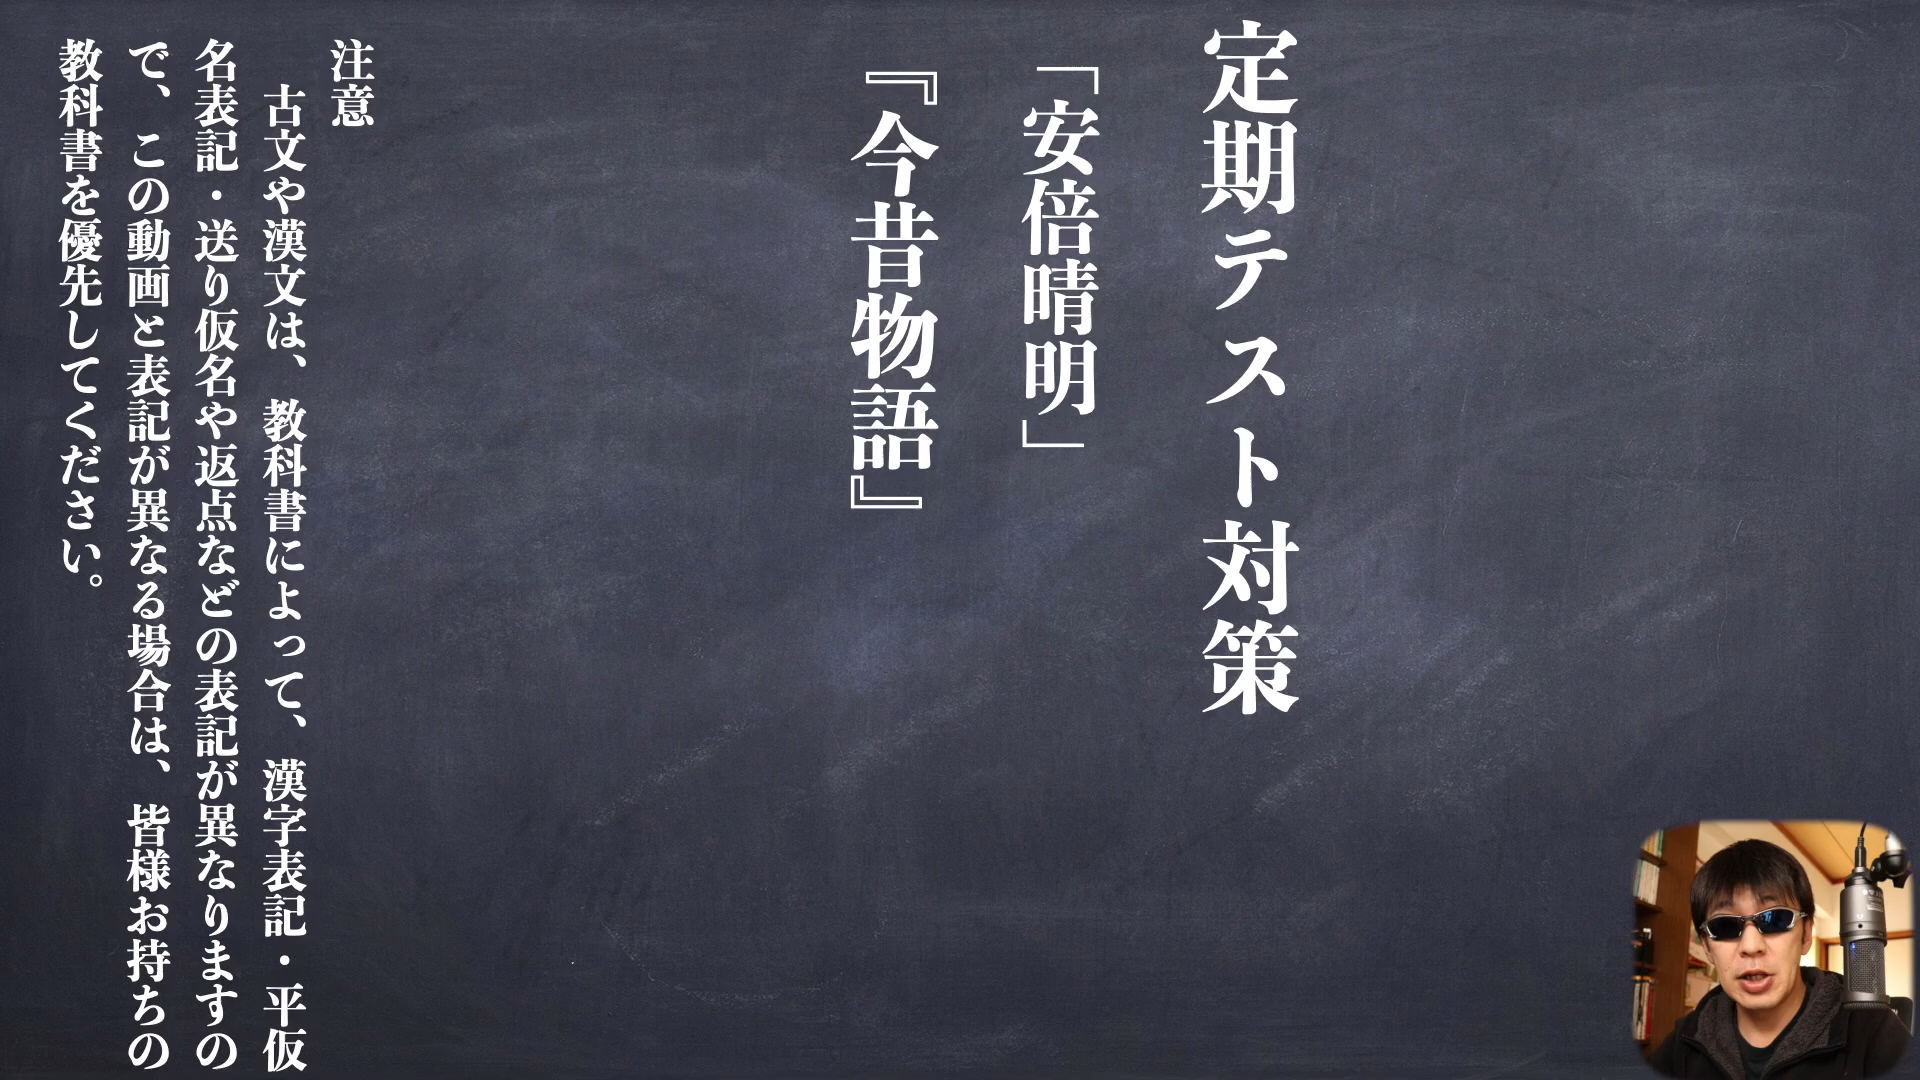 定期テスト対策
「安倍晴明」
『今昔物語』
注意
古文や漢文は、教科書によって、漢字表記・平仮
名表記・送り仮名や返点などの表記が異なりますの
で、この動画と表記が異なる場合は、皆様お持ちの
教科書を優先してください。